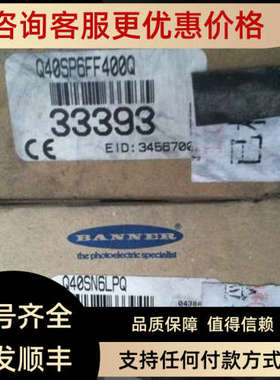 咨询客服更优惠价格
Q40SP6FF400Q
33393
EID: 3456700
BANNER
the photoelectric specialist
Q40SN6LPQ
号齐全
品质保障 值得信赖
发顺丰
支持任何付款方式